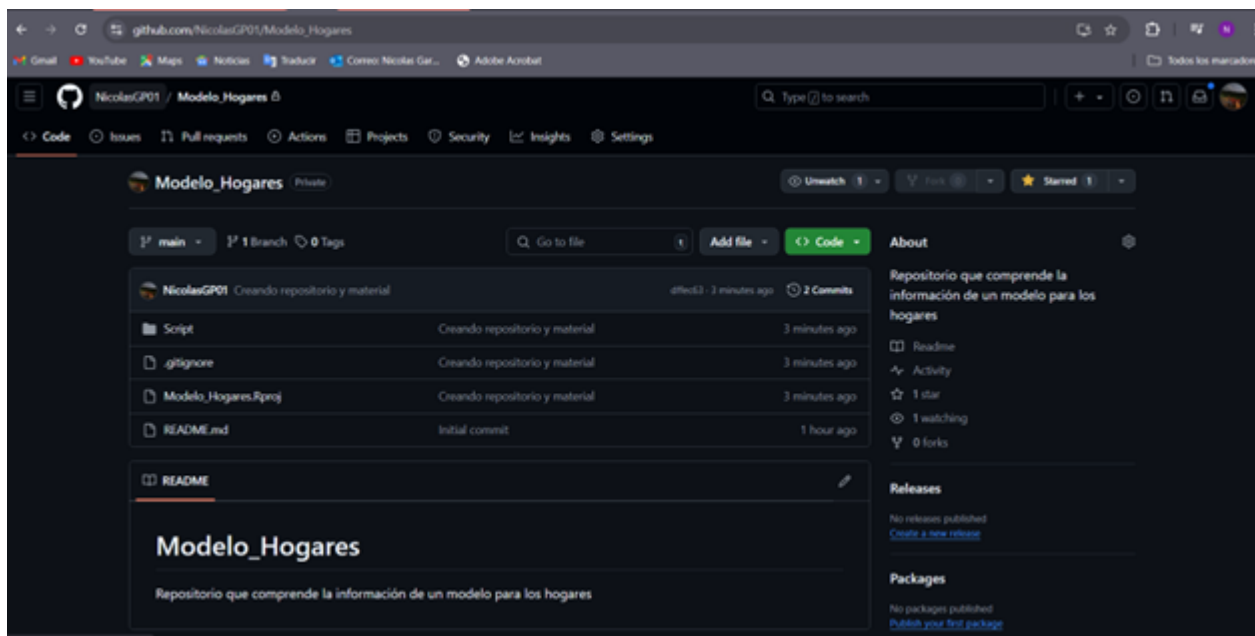 github.com/NicolasGP01/Modelo_Hogares
Gmail YouTube Maps Noticias Traducir Correo: Nicolas Gar... Adobe Acrobat Todos los marcadores
NicolasGP01 / Modelo_Hogares Type / to search
Code Issues Pull requests Actions Projects Security Insights Settings
Modelo_Hogares Private Unwatch 1 Fork 0 Starred 1
main 1 Branch 0 Tags Go to file t Add file Code
NicolasGP01 Creando repositorio y material 3 minutes ago 2 Commits
Script Creando repositorio y material 3 minutes ago
.gitignore Creando repositorio y material 3 minutes ago
Modelo_Hogares.Rproj Creando repositorio y material 3 minutes ago
README.md Initial commit 1 hour ago
README
Modelo_Hogares
Repositorio que comprende la información de un modelo para los hogares
About
Repositorio que comprende la
información de un modelo para los
hogares
Readme
Activity
1 star
1 watching
0 forks
Releases
No releases published
Create a new release
Packages
No packages published
Publish your first package